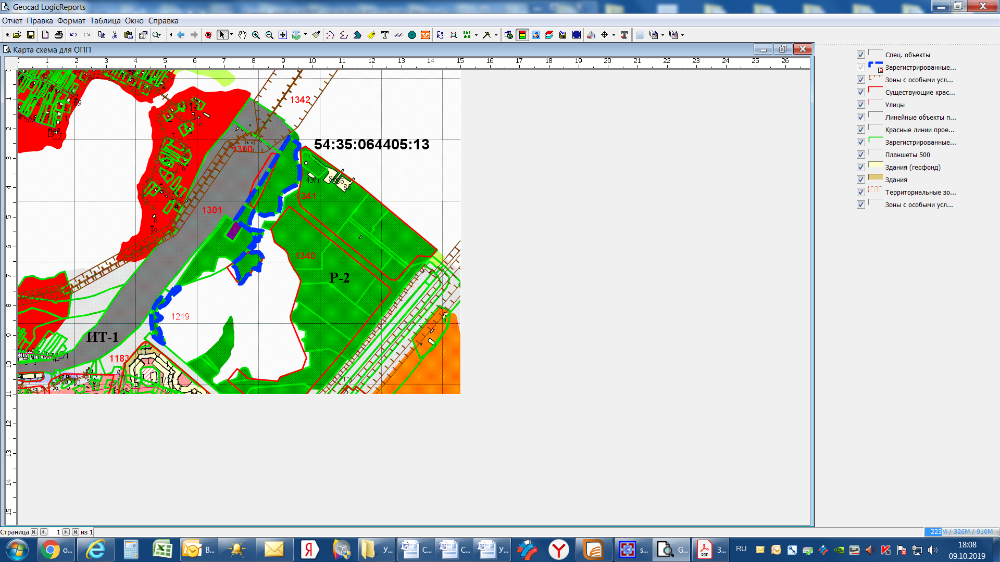 Geocad LogicReports
Отчет Правка Формат Таблица Окно Справка
Карта схема для ОПП
1 2 3 4 5 6 7 8 9 10 11 12 13 14 15 16 17 18 19 20 21 22 23 24 25 26
1
2
3
4
5
6
7
8
9
10
11
12
13
14
15
1342
54:35:064405:13
1300
341
1301
1340
Р-2
1219
ИТ-1
1183
Спец. объекты
Зарегистрированные...
Зоны с особыми усл...
Существующие крас...
Улицы
Линейные объекты п...
Красные линии прое...
Зарегистрированные...
Планшеты 500
Здания (геофонд)
Здания
Территориальные зо...
Зоны с особыми усл...
Страница 1 из 1
223M / 326M / 910M
о...
В...
У...
С...
С...
У...
s...
G...
З...
RU
18:08
09.10.2019